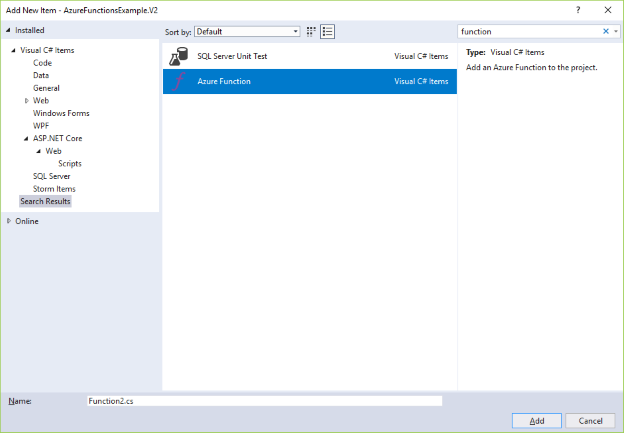 Add New Item - AzureFunctionsExample.V2
Installed
Sort by: Default
function
Visual C# Items
Code
Data
General
Web
Windows Forms
WPF
ASP.NET Core
Web
Scripts
SQL Server
Storm Items
Search Results
Online
SQL Server Unit Test Visual C# Items
Azure Function Visual C# Items
Type: Visual C# Items
Add an Azure Function to the project.
Name: Function2.cs
Add Cancel